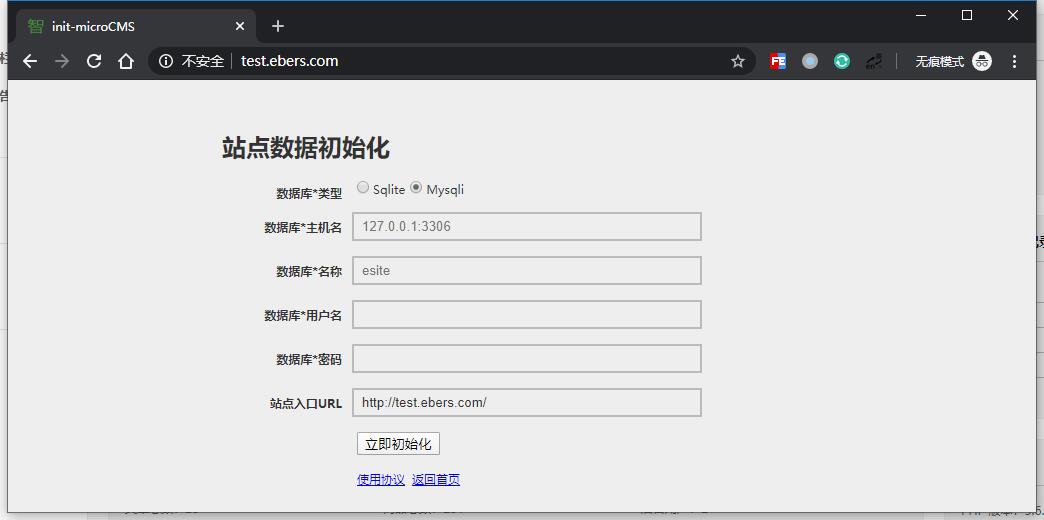 智 init-microCMS
不安全 test.ebers.com
FE
无痕模式
站点数据初始化
数据库*类型 Sqlite Mysqli
数据库*主机名 127.0.0.1:3306
数据库*名称 esite
数据库*用户名
数据库*密码
站点入口URL http://test.ebers.com/
立即初始化
使用协议 返回首页